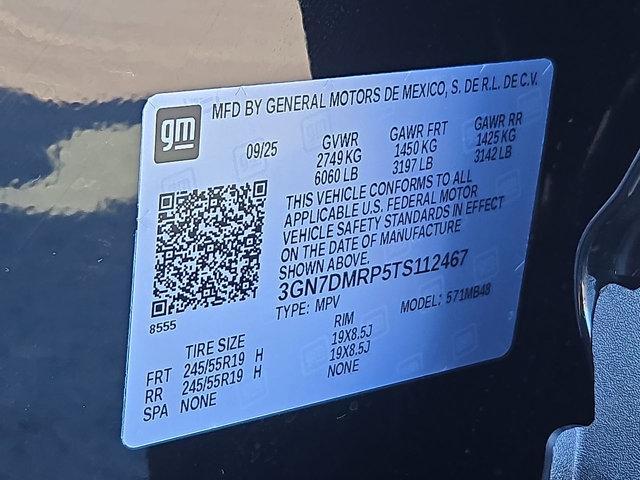 MFD BY GENERAL MOTORS DE MEXICO, S. DE R.L. DE C.V.
gm
09/25
GVWR GAWR FRT GAWR RR
2749 KG 1450 KG 1425 KG
6060 LB 3197 LB 3142 LB
THIS VEHICLE CONFORMS TO ALL
APPLICABLE U.S. FEDERAL MOTOR
VEHICLE SAFETY STANDARDS IN EFFECT
ON THE DATE OF MANUFACTURE
SHOWN ABOVE.
3GN7DMRP5TS112467
TYPE: MPV MODEL: 571MB48
8555
TIRE SIZE RIM
FRT 245/55R19 H 19X8.5J
RR 245/55R19 H 19X8.5J
SPA NONE NONE